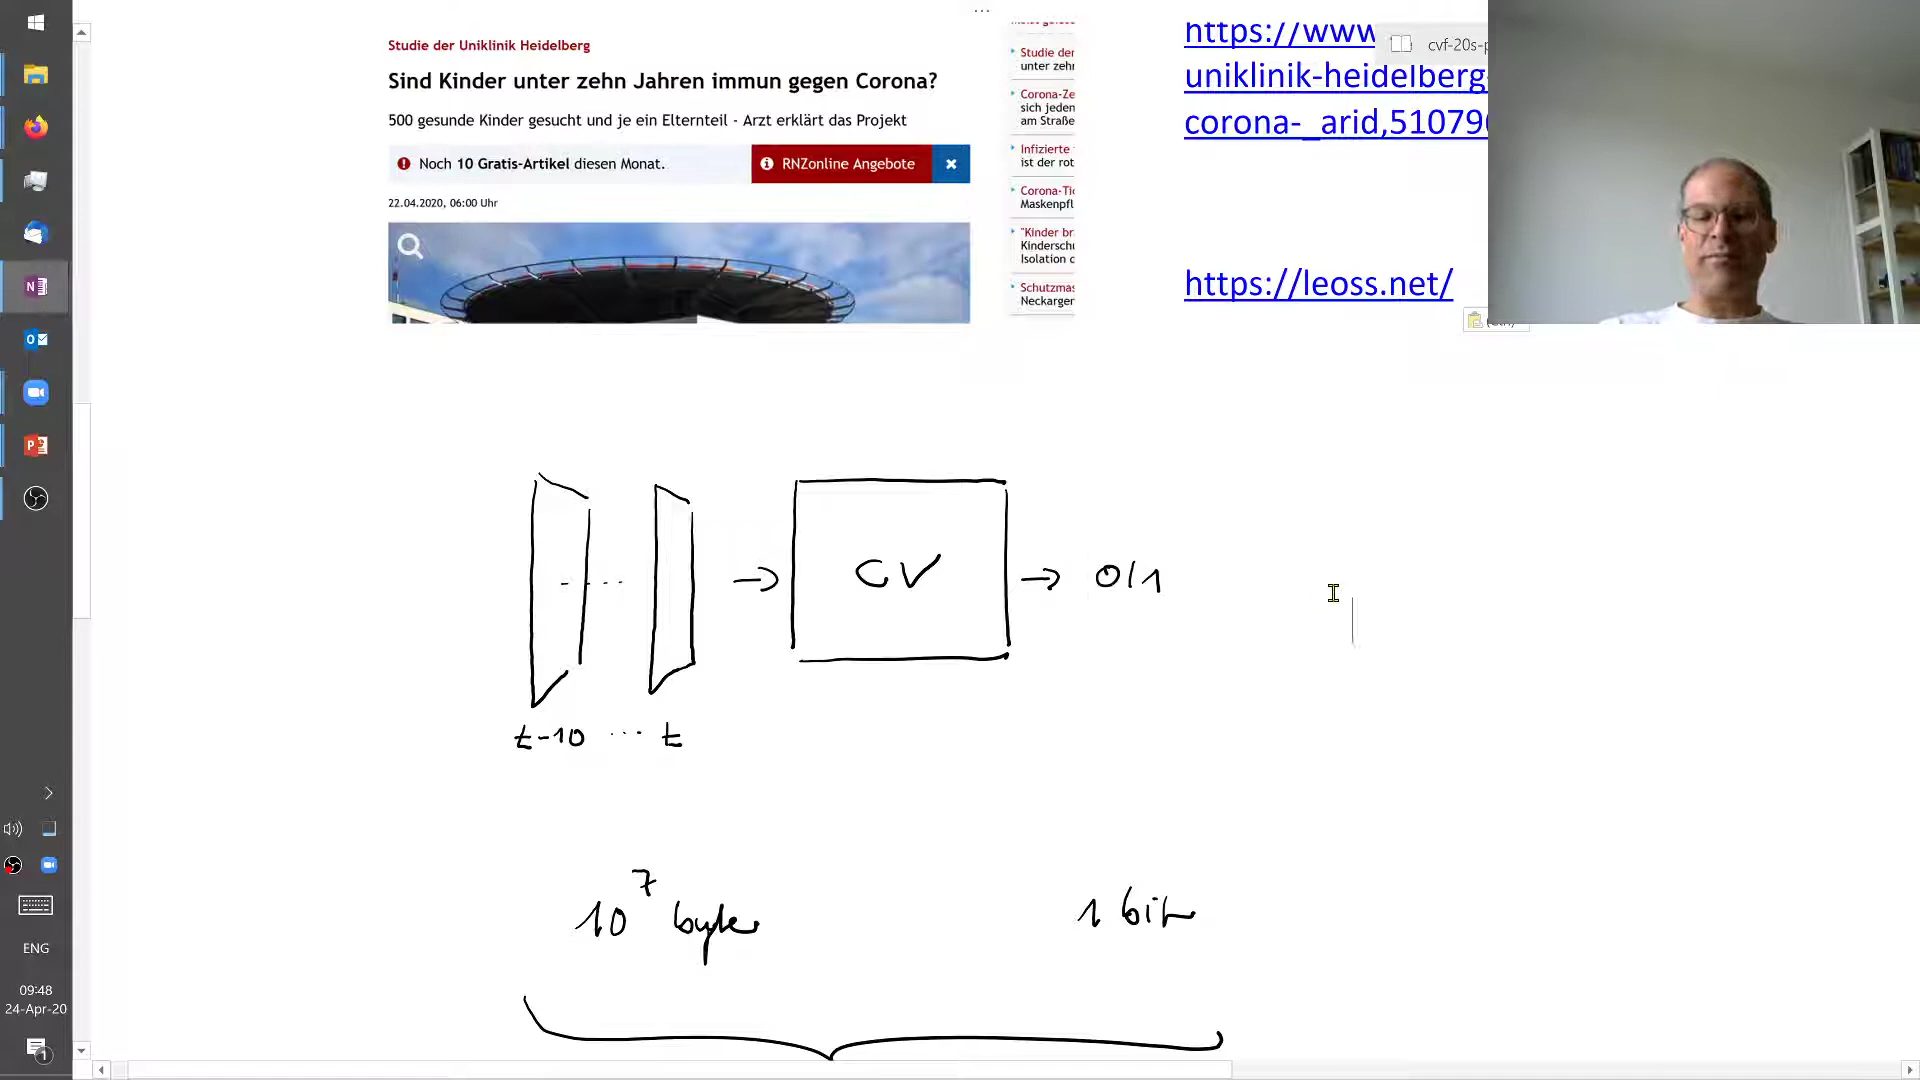 Studie der Uniklinik Heidelberg
Sind Kinder unter zehn Jahren immun gegen Corona?
500 gesunde Kinder gesucht und je ein Elternteil - Arzt erklärt das Projekt
Noch 10 Gratis-Artikel diesen Monat.
RNZonline Angebote
22.04.2020, 06:00 Uhr
Studie der
unter zehn
Corona-Ze
sich jeden
am Straße
Infizierte
ist der rot
Corona-Tic
Maskenpfl
"Kinder br
Kinderschu
Isolation c
Schutzmas
Neckarger
https://www
uniklinik-heidelberg-
corona-_arid,51079
https://leoss.net/
cvf-20s-p
CV
0/1
t-10 ... t
10^7 byte
1 bit
ENG
09:48
24-Apr-20
1